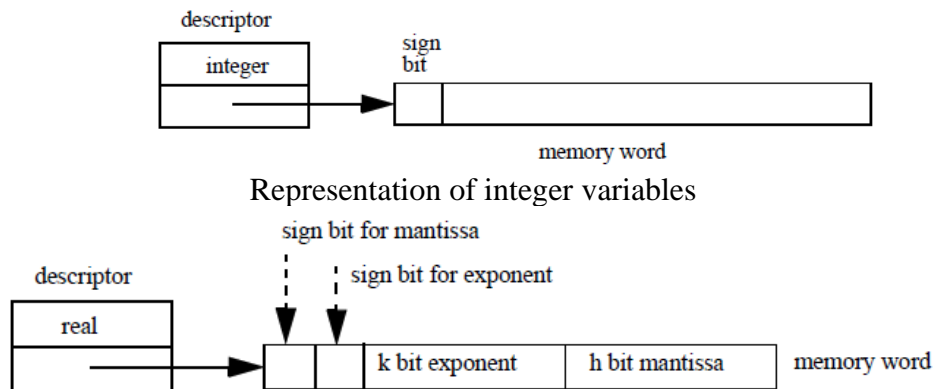 descriptor
sign
bit
integer
memory word
Representation of integer variables
sign bit for mantissa
sign bit for exponent
descriptor
real
k bit exponent
h bit mantissa
memory word